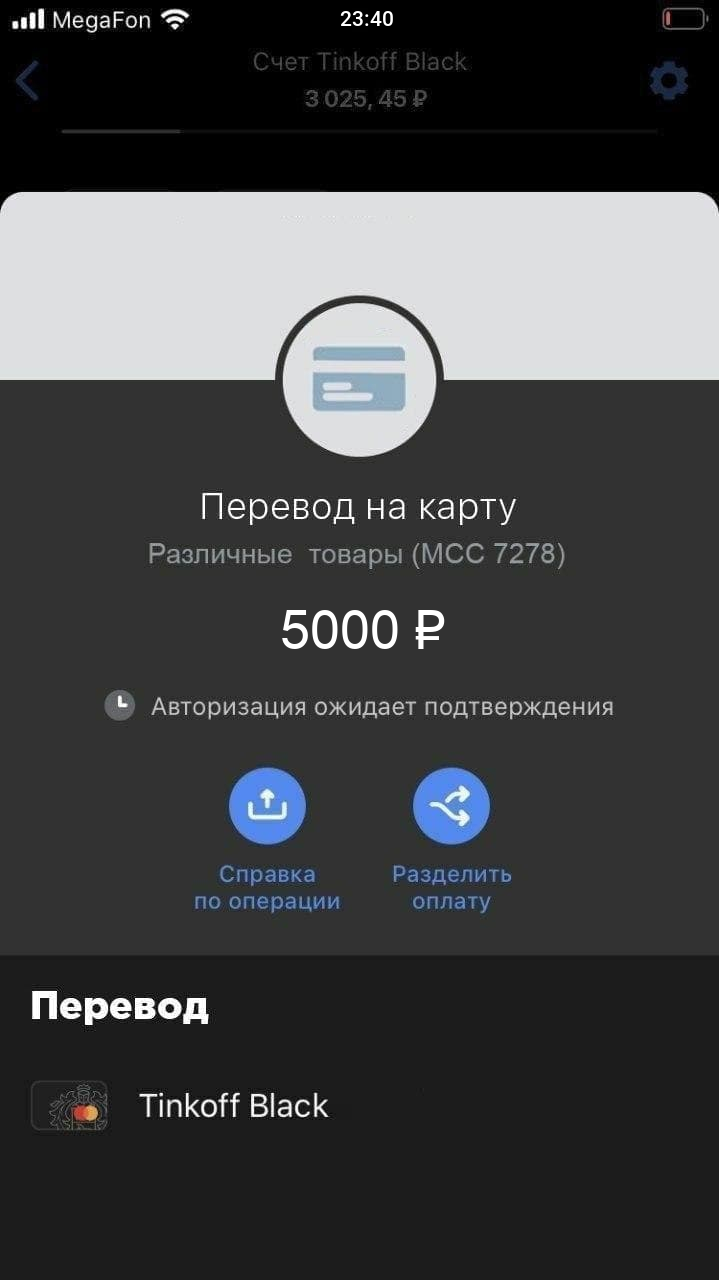 MegaFon 23:40
Счет Tinkoff Black
3 025, 45 ₽
Перевод на карту
Различные товары (МСС 7278)
5000 ₽
Авторизация ожидает подтверждения
Справка
по операции
Разделить
оплату
Перевод
Tinkoff Black